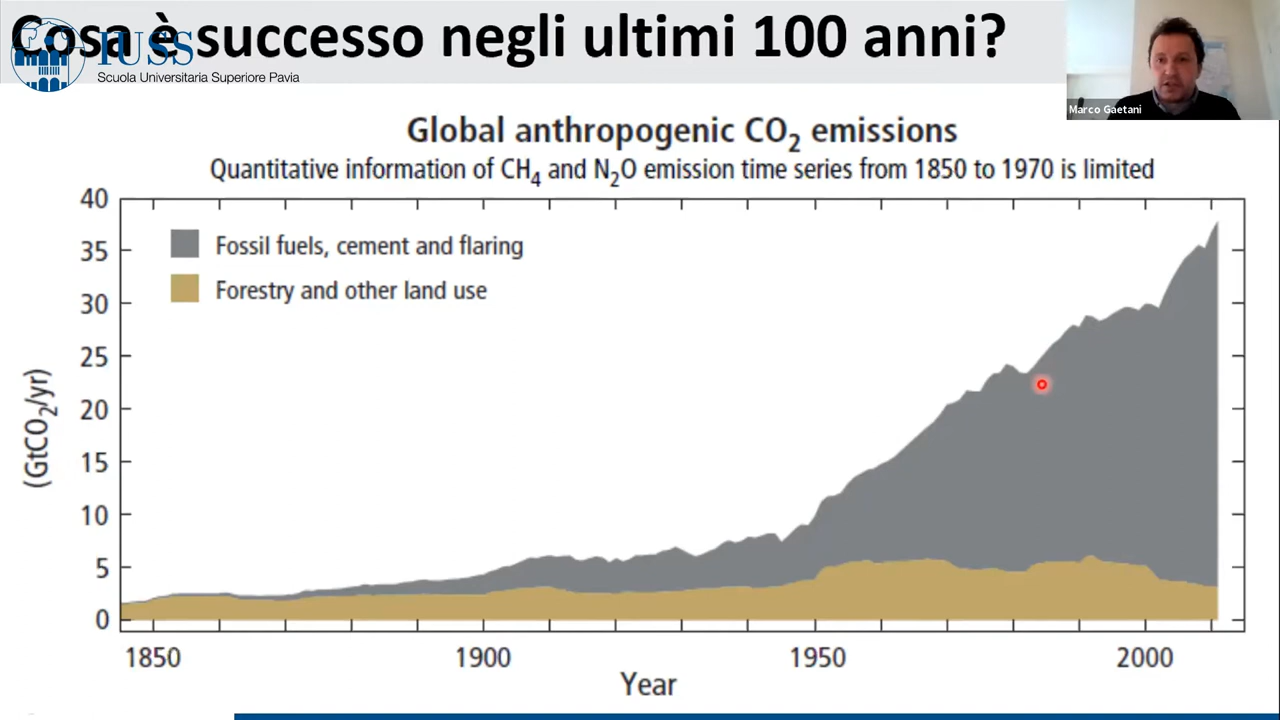 Cosa è successo negli ultimi 100 anni?
IUSS
Scuola Universitaria Superiore Pavia
Marco Gaetani
Global anthropogenic CO₂ emissions
Quantitative information of CH₄ and N₂O emission time series from 1850 to 1970 is limited
40
35
30
25
20
15
10
5
0
(GtCO₂/yr)
Fossil fuels, cement and flaring
Forestry and other land use
1850 1900 1950 2000
Year